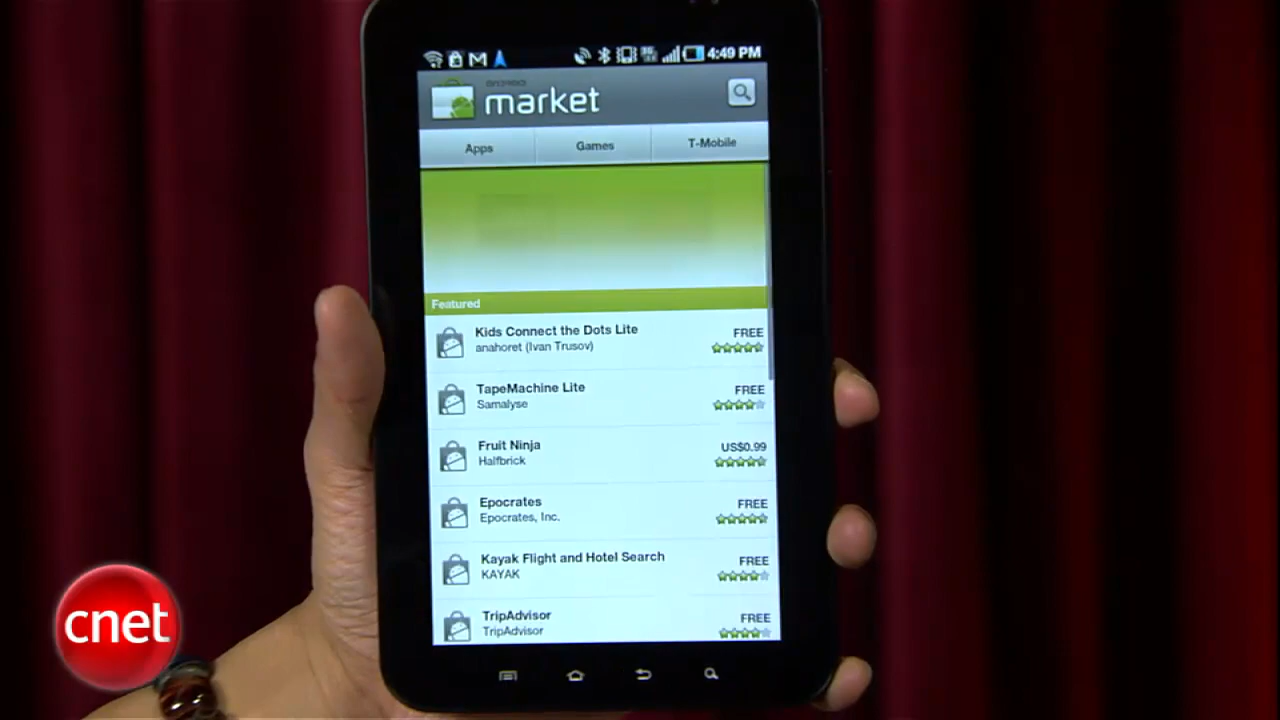 4:49 PM
ANDROID
market
Apps
Games
T-Mobile
Featured
Kids Connect the Dots Lite
FREE
anahoret (Ivan Trusov)
TapeMachine Lite
FREE
Samalyse
Fruit Ninja
US$0.99
Halfbrick
Epocrates
FREE
Epocrates, Inc.
Kayak Flight and Hotel Search
FREE
KAYAK
TripAdvisor
FREE
TripAdvisor
cnet